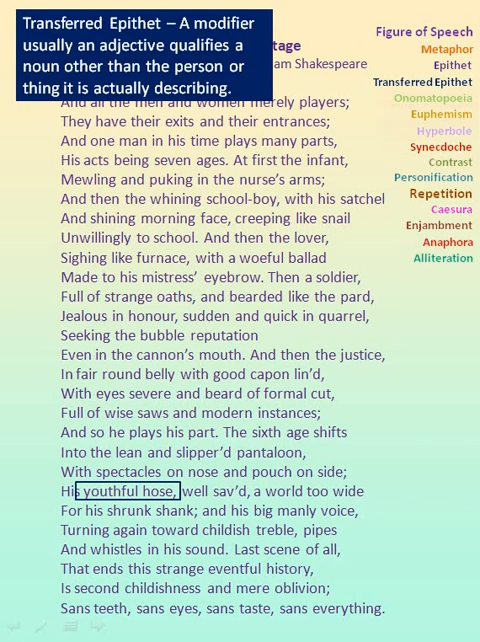 Transferred Epithet – A modifier
usually an adjective qualifies a
noun other than the person or
thing it is actually describing.
tage
am Shakespeare
And all the men and women merely players;
They have their exits and their entrances;
And one man in his time plays many parts,
His acts being seven ages. At first the infant,
Mewling and puking in the nurse’s arms;
And then the whining school-boy, with his satchel
And shining morning face, creeping like snail
Unwillingly to school. And then the lover,
Sighing like furnace, with a woeful ballad
Made to his mistress’ eyebrow. Then a soldier,
Full of strange oaths, and bearded like the pard,
Jealous in honour, sudden and quick in quarrel,
Seeking the bubble reputation
Even in the cannon’s mouth. And then the justice,
In fair round belly with good capon lin’d,
With eyes severe and beard of formal cut,
Full of wise saws and modern instances;
And so he plays his part. The sixth age shifts
Into the lean and slipper’d pantaloon,
With spectacles on nose and pouch on side;
His youthful hose, well sav’d, a world too wide
For his shrunk shank; and his big manly voice,
Turning again toward childish treble, pipes
And whistles in his sound. Last scene of all,
That ends this strange eventful history,
Is second childishness and mere oblivion;
Sans teeth, sans eyes, sans taste, sans everything.
Figure of Speech
Metaphor
Epithet
Transferred Epithet
Onomatopoeia
Euphemism
Hyperbole
Synecdoche
Contrast
Personification
Repetition
Caesura
Enjambment
Anaphora
Alliteration